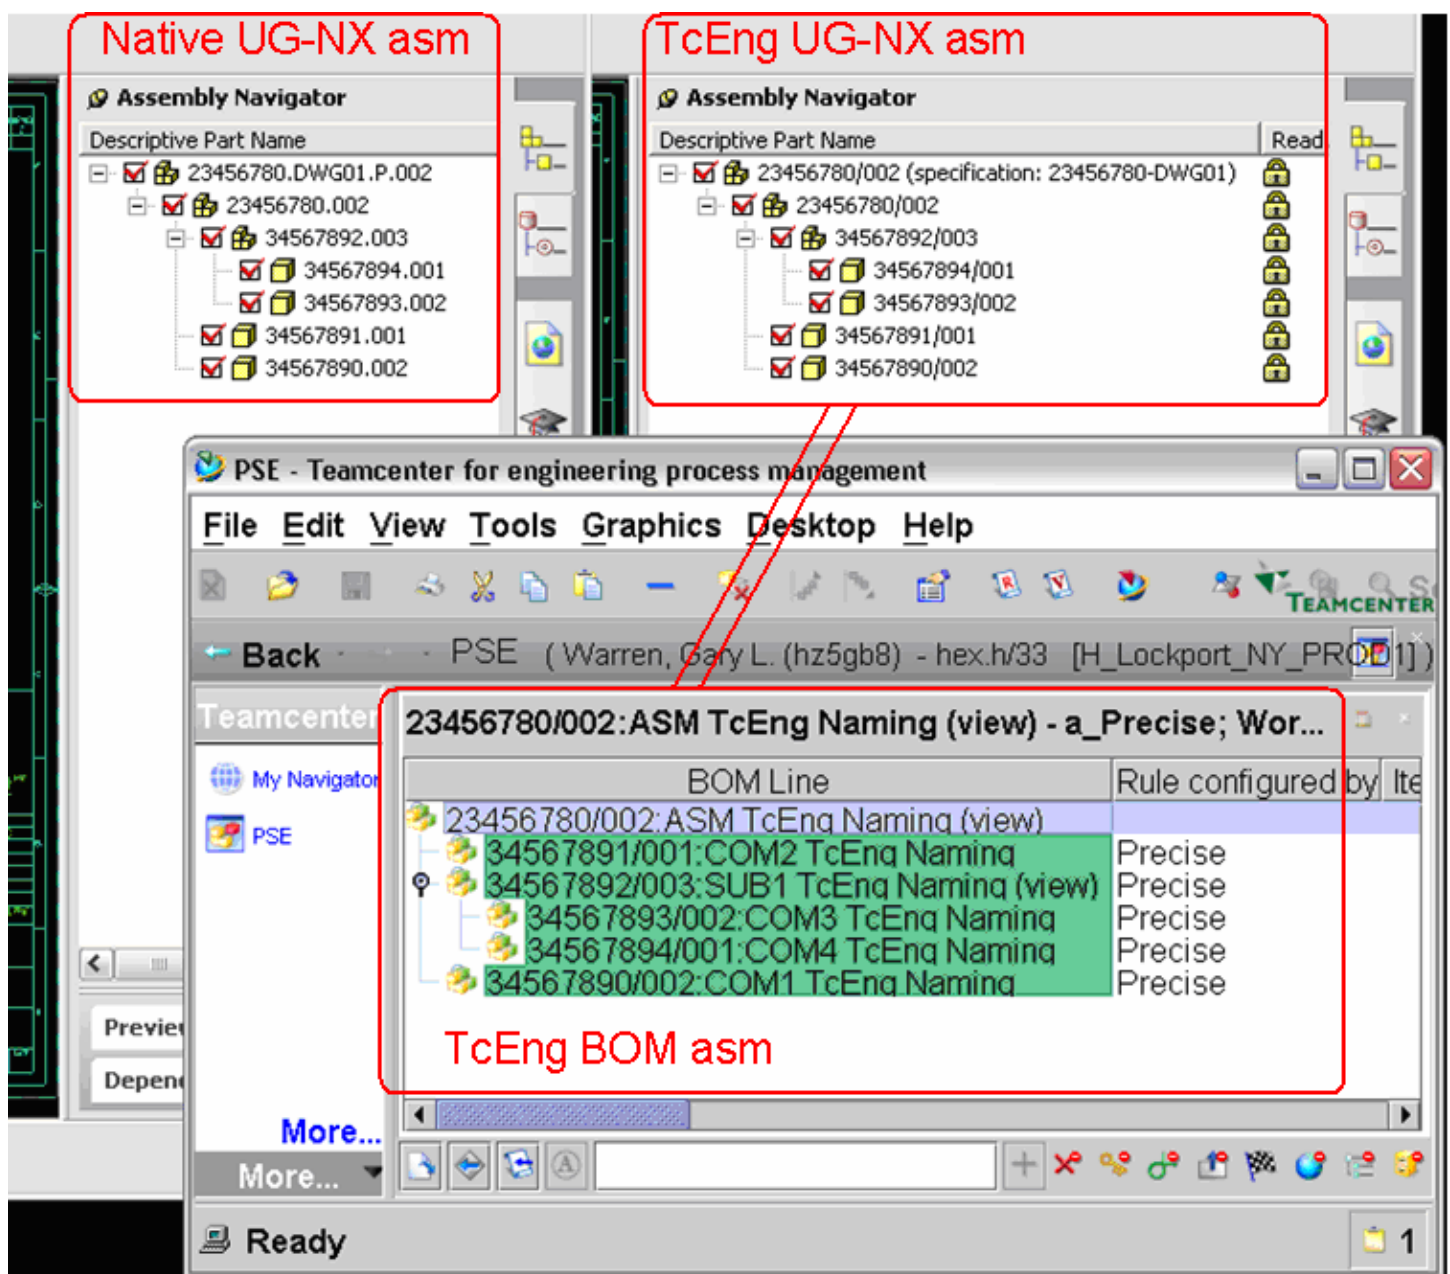 Native UG-NX asm
TcEng UG-NX asm
Assembly Navigator
Descriptive Part Name
23456780.DWG01.P.002
23456780.002
34567892.003
34567894.001
34567893.002
34567891.001
34567890.002
Assembly Navigator
Descriptive Part Name Read
23456780/002 (specification: 23456780-DWG01)
23456780/002
34567892/003
34567894/001
34567893/002
34567891/001
34567890/002
PSE - Teamcenter for engineering process management
File Edit View Tools Graphics Desktop Help
TEAMCENTER
Back PSE ( Warren, Gary L. (hz5gb8) - hex.h/33 [H_Lockport_NY_PROD1] )
Teamcenter
My Navigator
PSE
More...
More...
23456780/002:ASM TcEng Naming (view) - a_Precise; Wor...
BOM Line Rule configured by Ite
23456780/002:ASM TcEng Naming (view)
34567891/001:COM2 TcEng Naming Precise
34567892/003:SUB1 TcEng Naming (view) Precise
34567893/002:COM3 TcEng Naming Precise
34567894/001:COM4 TcEng Naming Precise
34567890/002:COM1 TcEng Naming Precise
TcEng BOM asm
Previe
Depen
Ready
1